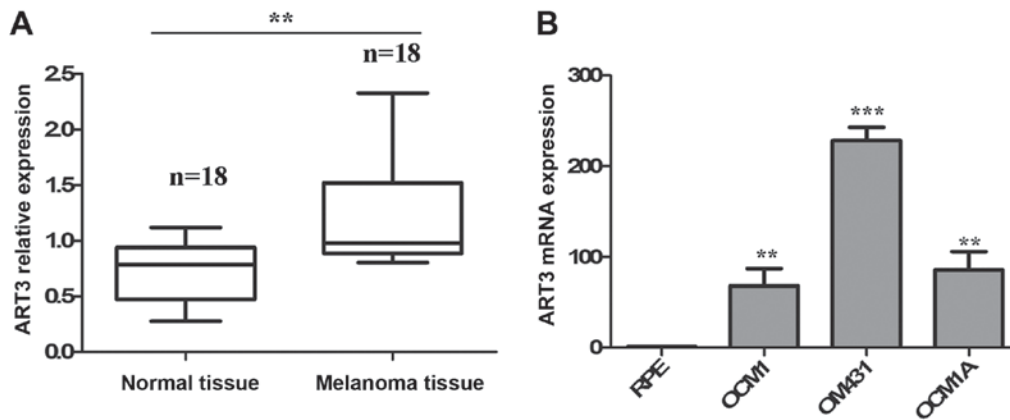 A
**
n=18
n=18
ART3 relative expression
2.5
2.0
1.5
1.0
0.5
0.0
Normal tissue
Melanoma tissue
B
ART3 mRNA expression
300
200
100
0
**
***
**
RPE
OCM1
OM431
OCM1A